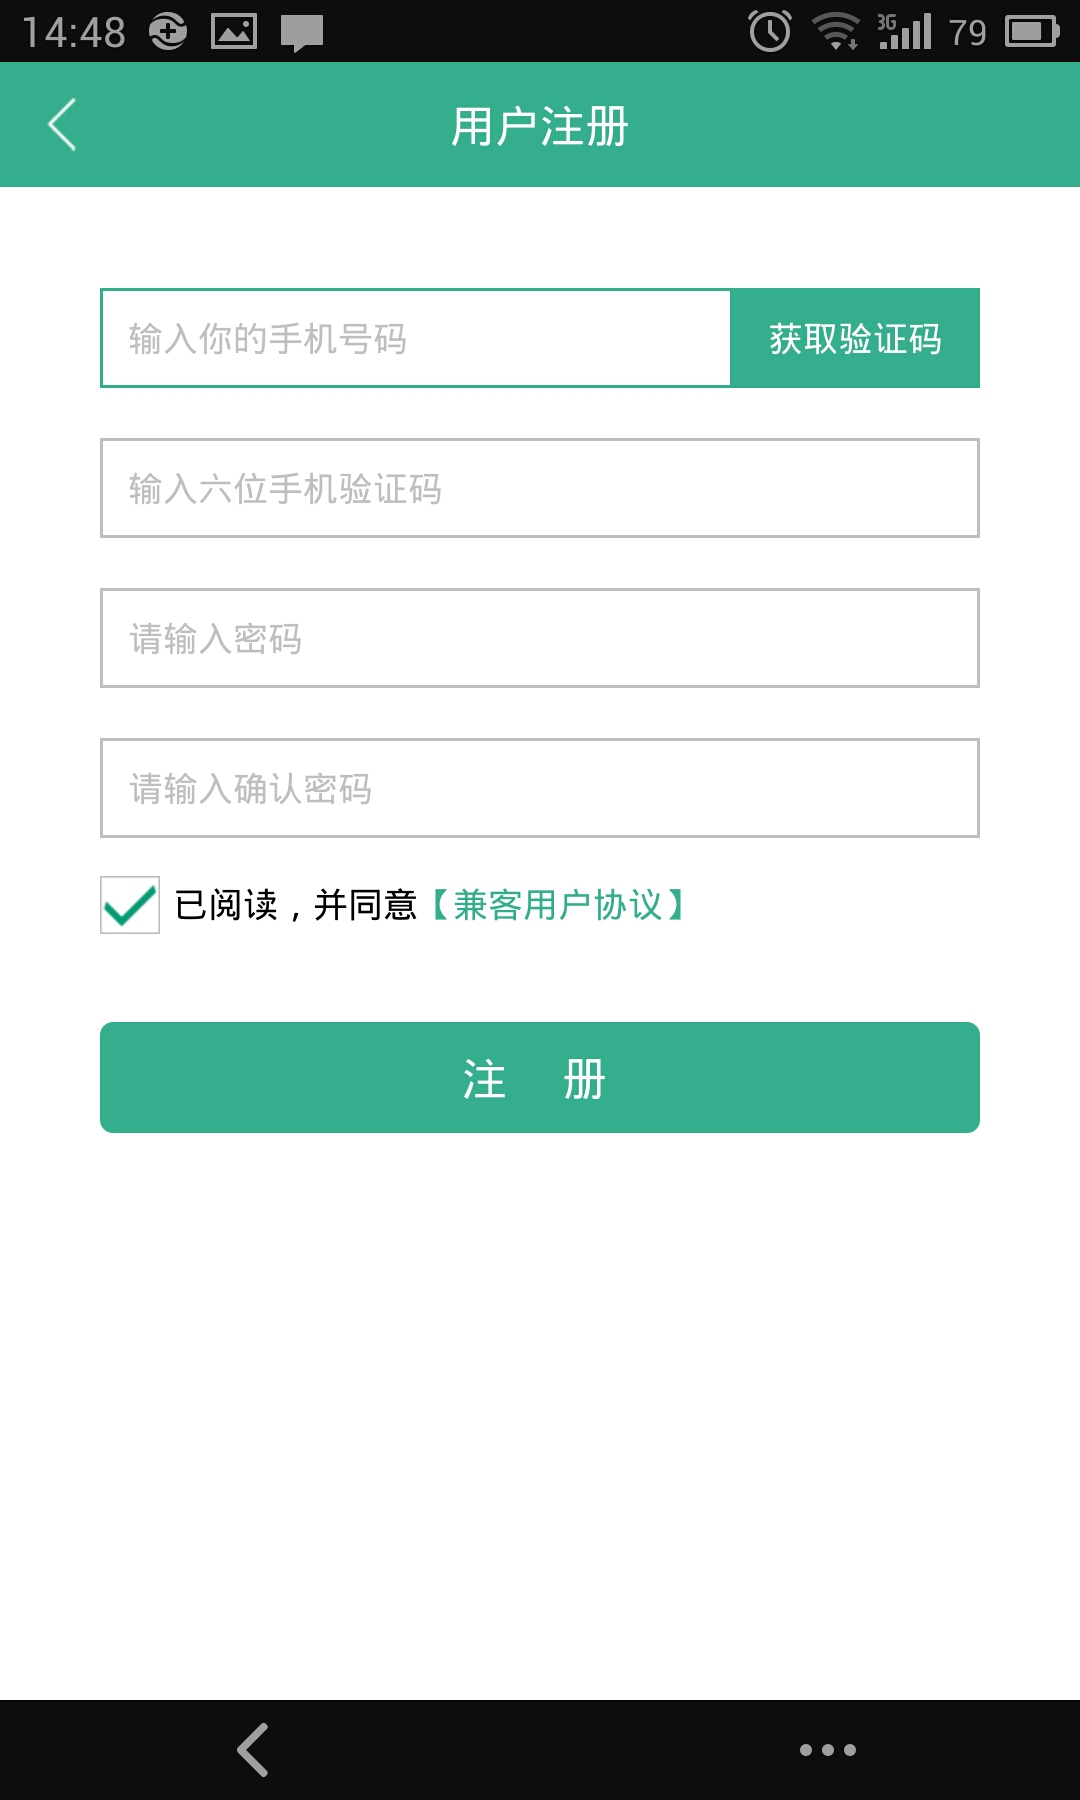 14:48 3G 79
用户注册
输入你的手机号码 获取验证码
输入六位手机验证码
请输入密码
请输入确认密码
已阅读，并同意【兼客用户协议】
注 册